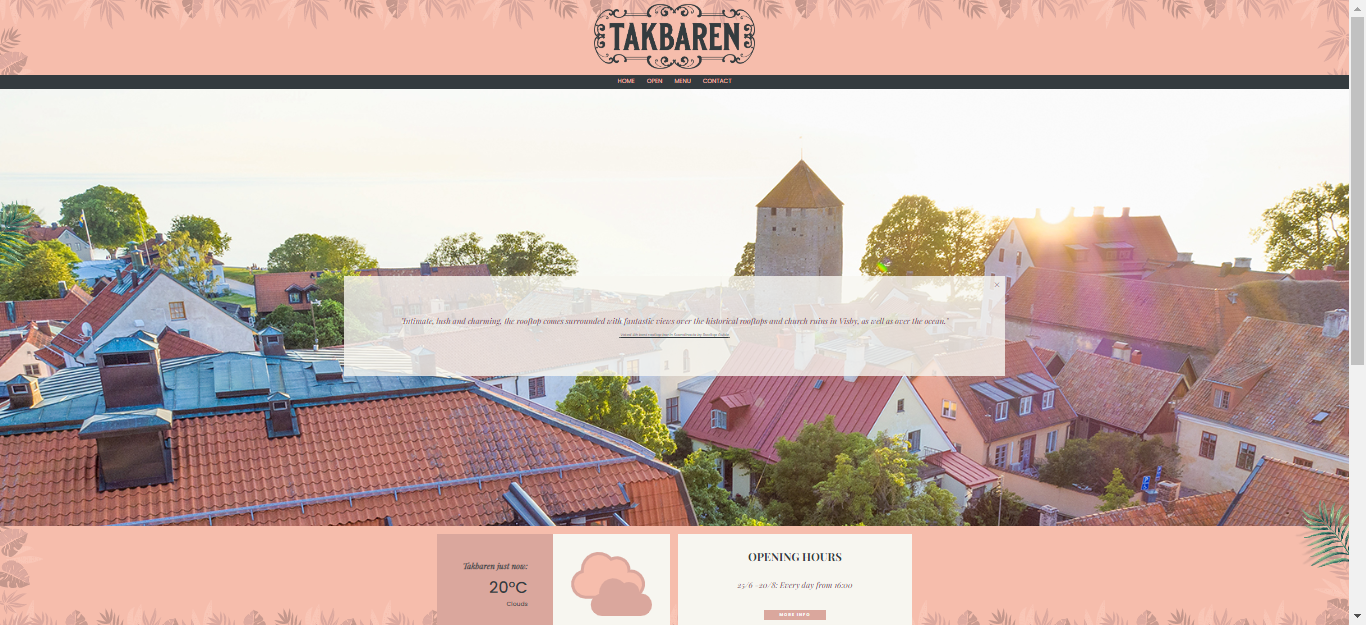 TAKBAREN
HOME OPEN MENU CONTACT
"Intimate, lush and charming, the rooftop comes surrounded with fantastic views over the historical rooftops and church ruins in Visby, as well as over the ocean."
Takbaren just now:
20°C
Clouds
OPENING HOURS
25/6 -20/8: Every day from 16:00
MORE INFO